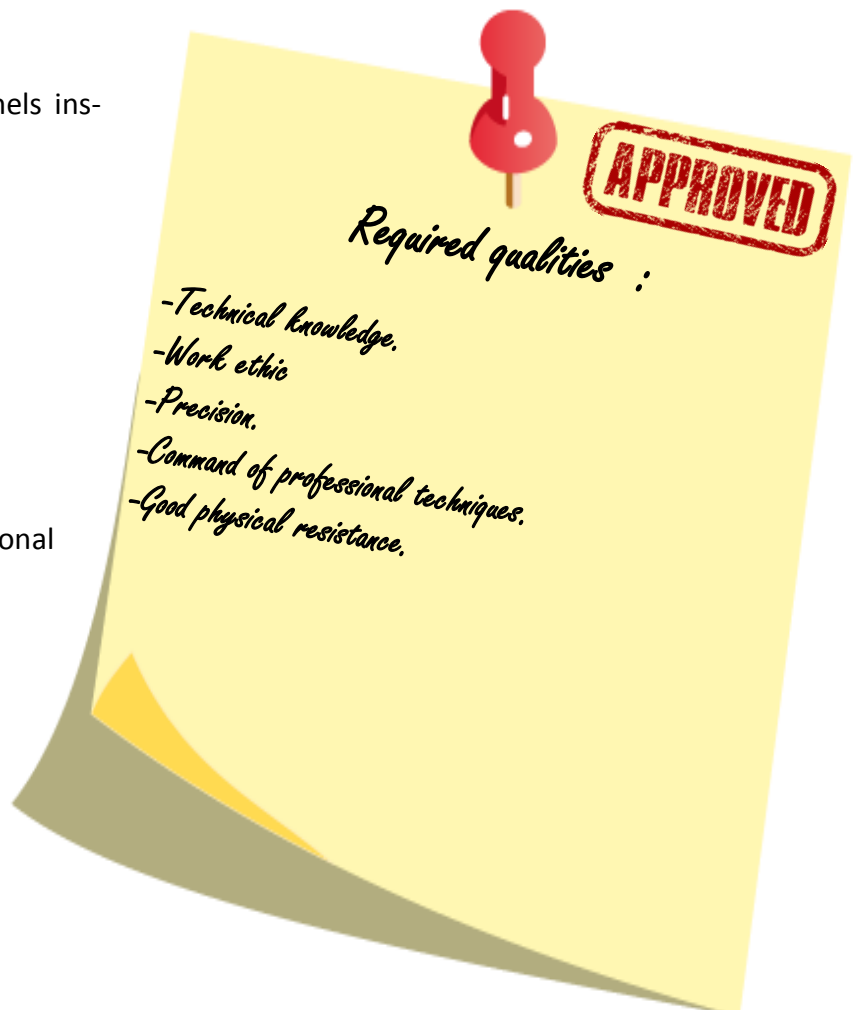 nels ins-
APPROVED
Required qualities :
-Technical knowledge.
-Work ethic
-Precision.
-Command of professional techniques.
-Good physical resistance.
onal